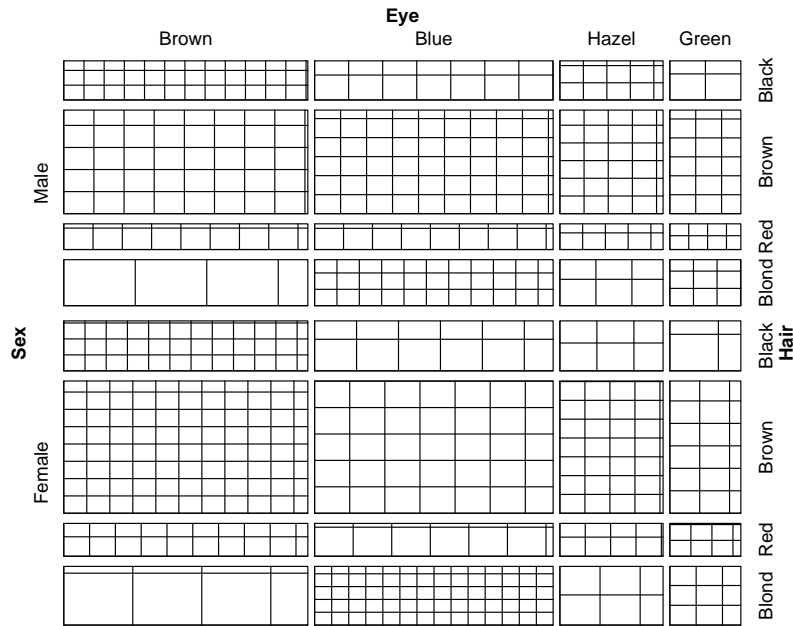 Eye
Brown Blue Hazel Green
Sex
Male
Female
Black
Brown
Red
Blond
Black
Brown
Red
Blond
Hair